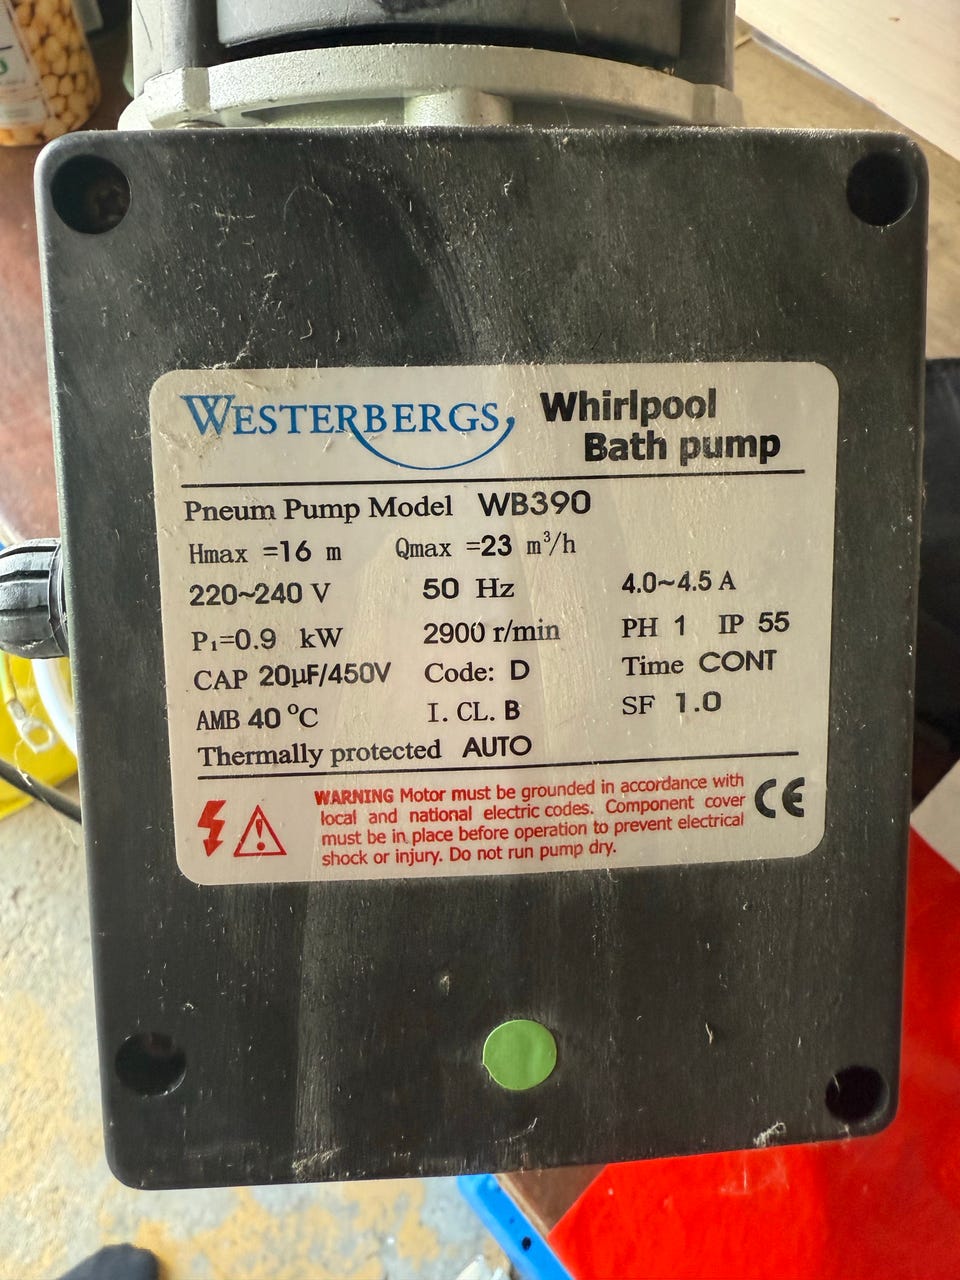 WESTERBERGS
Whirlpool
Bath pump
Pneum Pump Model WB390
Hmax =16 m Qmax =23 m³/h
220~240 V 50 Hz 4.0~4.5 A
P₁=0.9 kW 2900 r/min PH 1 IP 55
CAP 20µF/450V Code: D Time CONT
AMB 40 °C I. CL. B SF 1.0
Thermally protected AUTO
WARNING Motor must be grounded in accordance with
local and national electric codes. Component cover
must be in place before operation to prevent electrical
shock or injury. Do not run pump dry.
CE